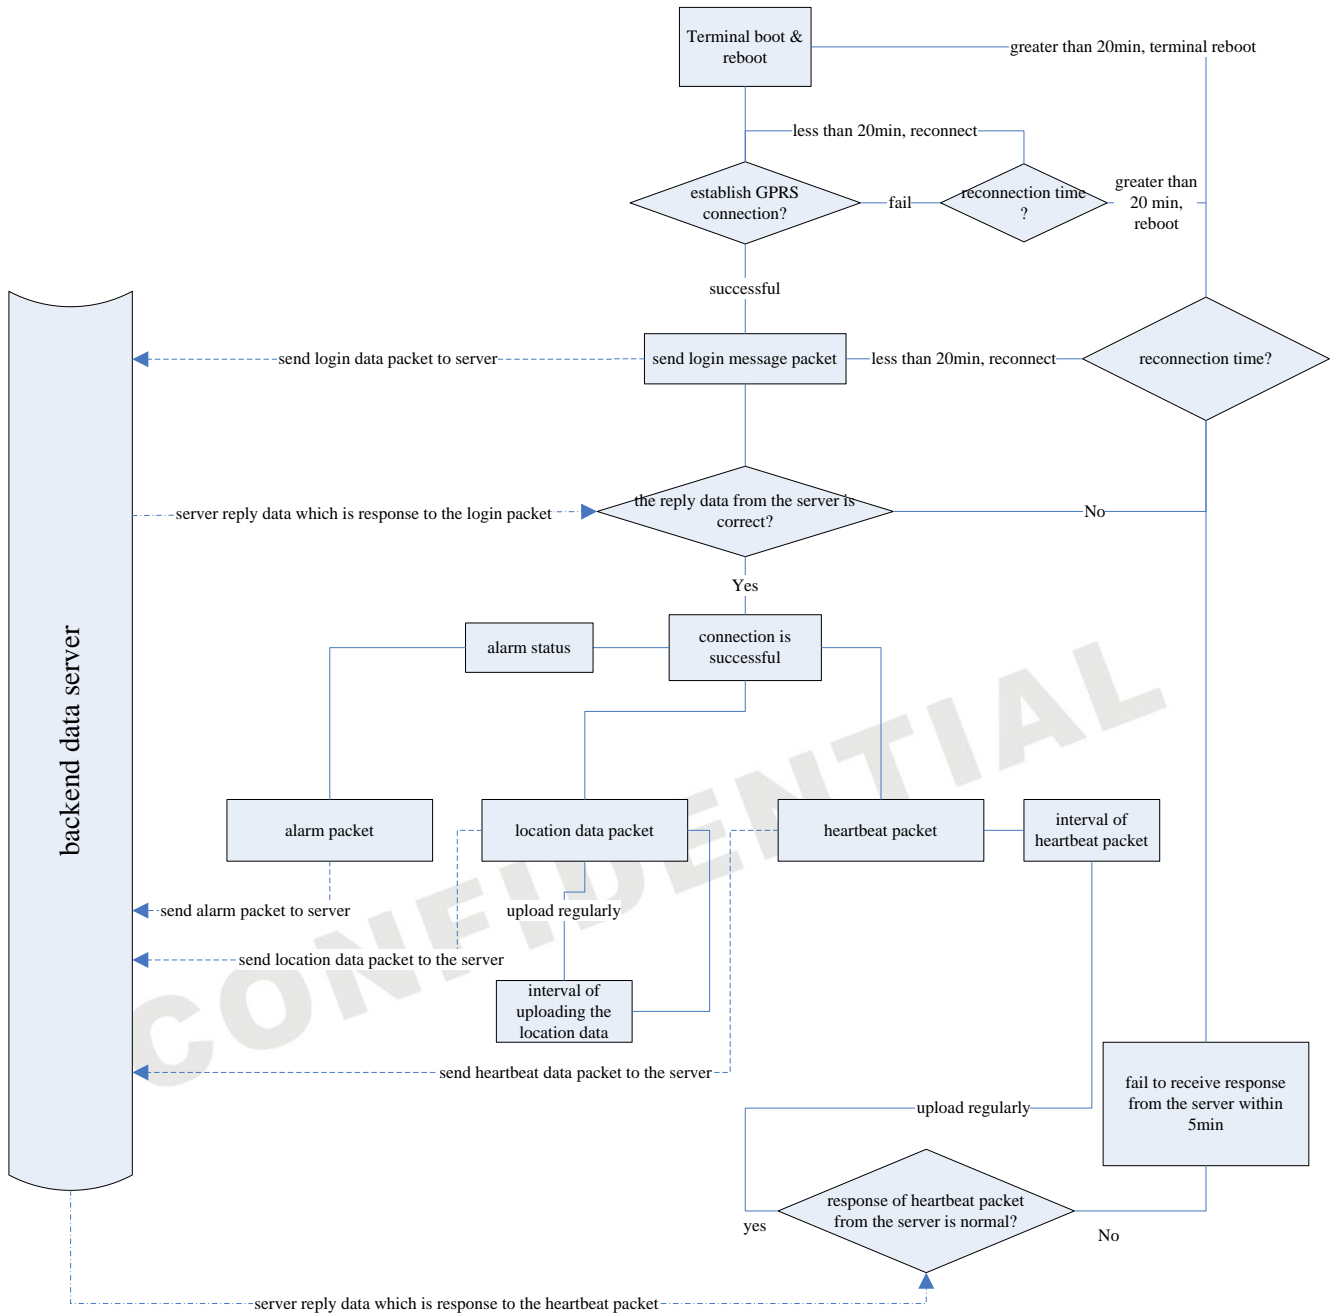 Terminal boot &
reboot
greater than 20min, terminal reboot
less than 20min, reconnect
establish GPRS
connection?
fail
reconnection time
?
greater than
20 min,
reboot
successful
send login data packet to server
send login message packet
less than 20min, reconnect
reconnection time?
the reply data from the server is
correct?
server reply data which is response to the login packet
No
Yes
alarm status
connection is
successful
backend data server
alarm packet
location data packet
heartbeat packet
interval of
heartbeat packet
send alarm packet to server
upload regularly
send location data packet to the server
interval of
uploading the
location data
send heartbeat data packet to the server
fail to receive response
from the server within
5min
upload regularly
response of heartbeat packet
from the server is normal?
yes
No
server reply data which is response to the heartbeat packet
CONFIDENTIAL